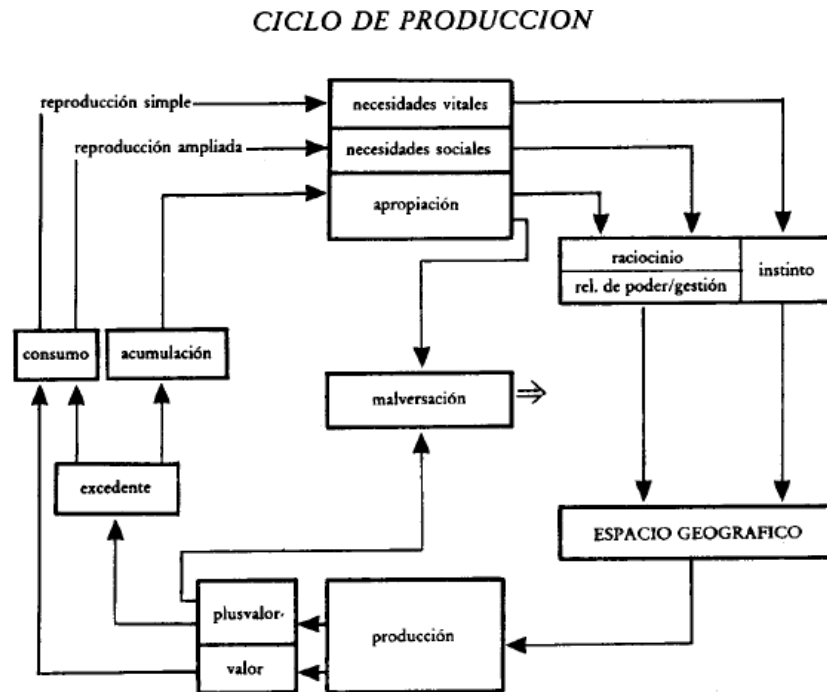 CICLO DE PRODUCCION
reproducción simple
necesidades vitales
reproducción ampliada
necesidades sociales
apropiación
raciocinio
rel. de poder/gestión
instinto
consumo
acumulación
malversación
excedente
ESPACIO GEOGRAFICO
plusvalor
producción
valor